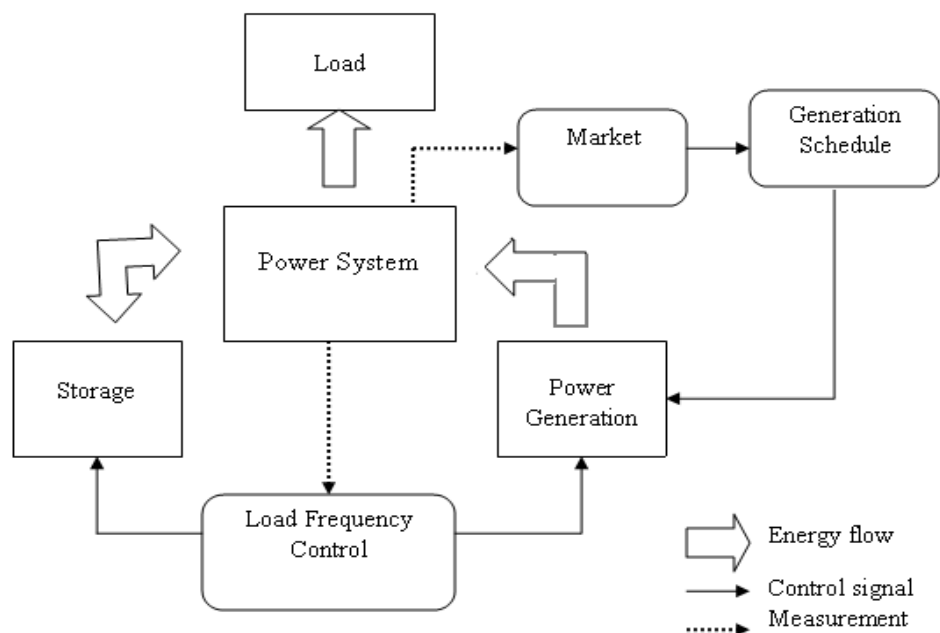 Load
Market
Generation
Schedule
Power System
Storage
Power
Generation
Load Frequency
Control
Energy flow
Control signal
Measurement